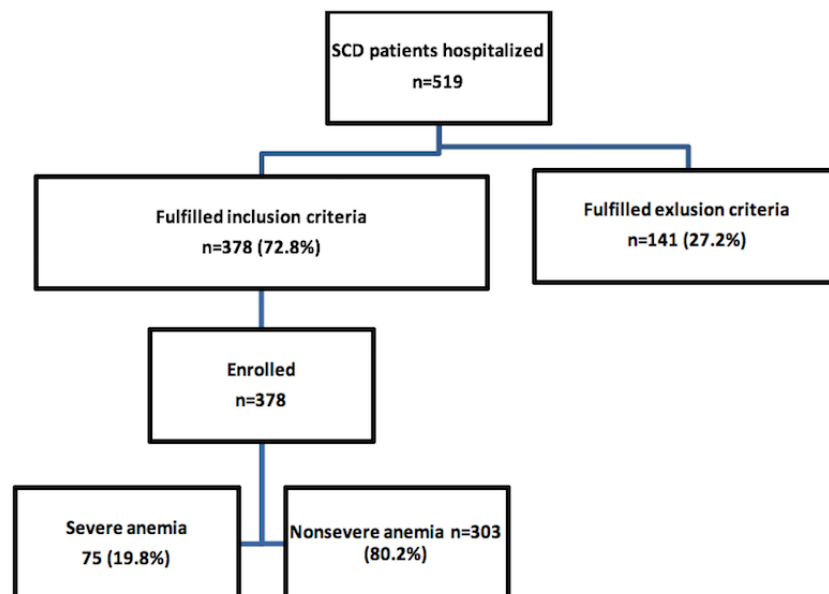 SCD patients hospitalized
n=519
Fulfilled inclusion criteria
n=378 (72.8%)
Fulfilled exlusion criteria
n=141 (27.2%)
Enrolled
n=378
Severe anemia
75 (19.8%)
Nonsevere anemia n=303
(80.2%)